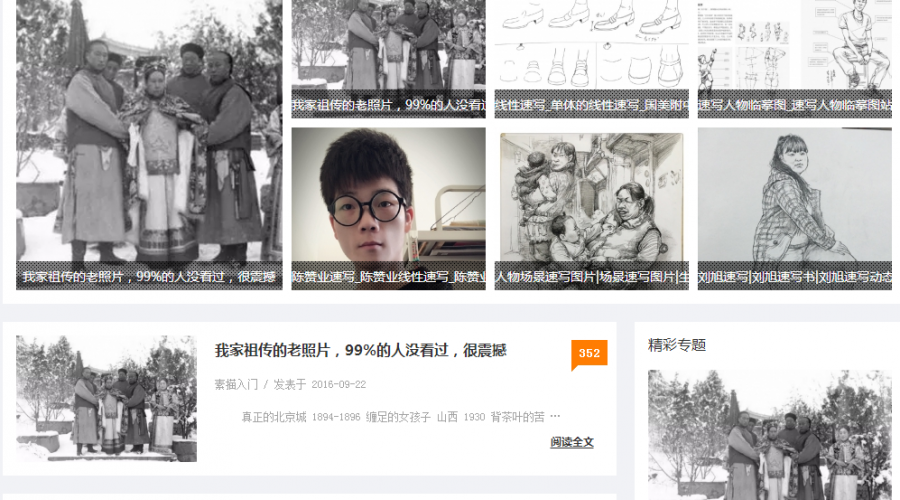 我家祖传的老照片，99%的人没看过
线性速写_单体的线性速写_国美附中
速写人物临摹图_速写人物临摹图站
我家祖传的老照片，99%的人没看过，很震撼
陈赞业速写_陈赞业线性速写_陈赞业
人物场景速写图片|场景速写图片|生
刘旭速写|刘旭速写书|刘旭速写动态
我家祖传的老照片，99%的人没看过，很震撼
352
精彩专题
素描入门 / 发表于 2016-09-22
真正的北京城 1894-1896 缠足的女孩子 山西 1930 背茶叶的苦 …
阅读全文